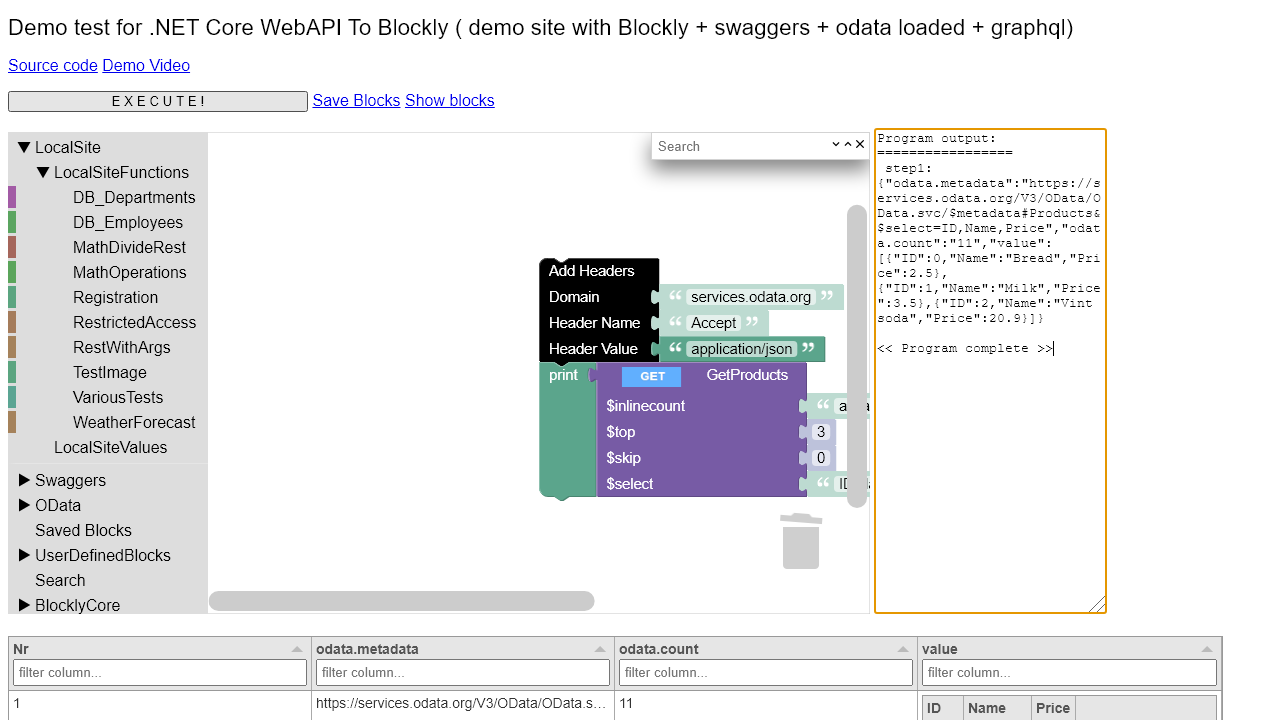 Demo test for .NET Core WebAPI To Blockly ( demo site with Blockly + swaggers + odata loaded + graphql)
Source code Demo Video
E X E C U T E ! Save Blocks Show blocks
▼ LocalSite
▼ LocalSiteFunctions
DB_Departments
DB_Employees
MathDivideRest
MathOperations
Registration
RestrictedAccess
RestWithArgs
TestImage
VariousTests
WeatherForecast
LocalSiteValues
▶ Swaggers
▶ OData
Saved Blocks
▶ UserDefinedBlocks
Search
▶ BlocklyCore
Search
Add Headers
Domain “ services.odata.org ”
Header Name “ Accept ”
Header Value “ application/json ”
print GET GetProducts
$inlinecount “ a
$top 3
$skip 0
$select “ ID
Program output:
=================
step1:
{"odata.metadata":"https://s
ervices.odata.org/V3/OData/O
Data.svc/$metadata#Products&
$select=ID,Name,Price","odat
a.count":"11","value":
[{"ID":0,"Name":"Bread","Pri
ce":2.5},
{"ID":1,"Name":"Milk","Price
":3.5},{"ID":2,"Name":"Vint
soda","Price":20.9}]}
<< Program complete >>
Nr odata.metadata odata.count value
filter column... filter column... filter column... filter column...
1 https://services.odata.org/V3/OData/OData.s... 11
ID Name Price